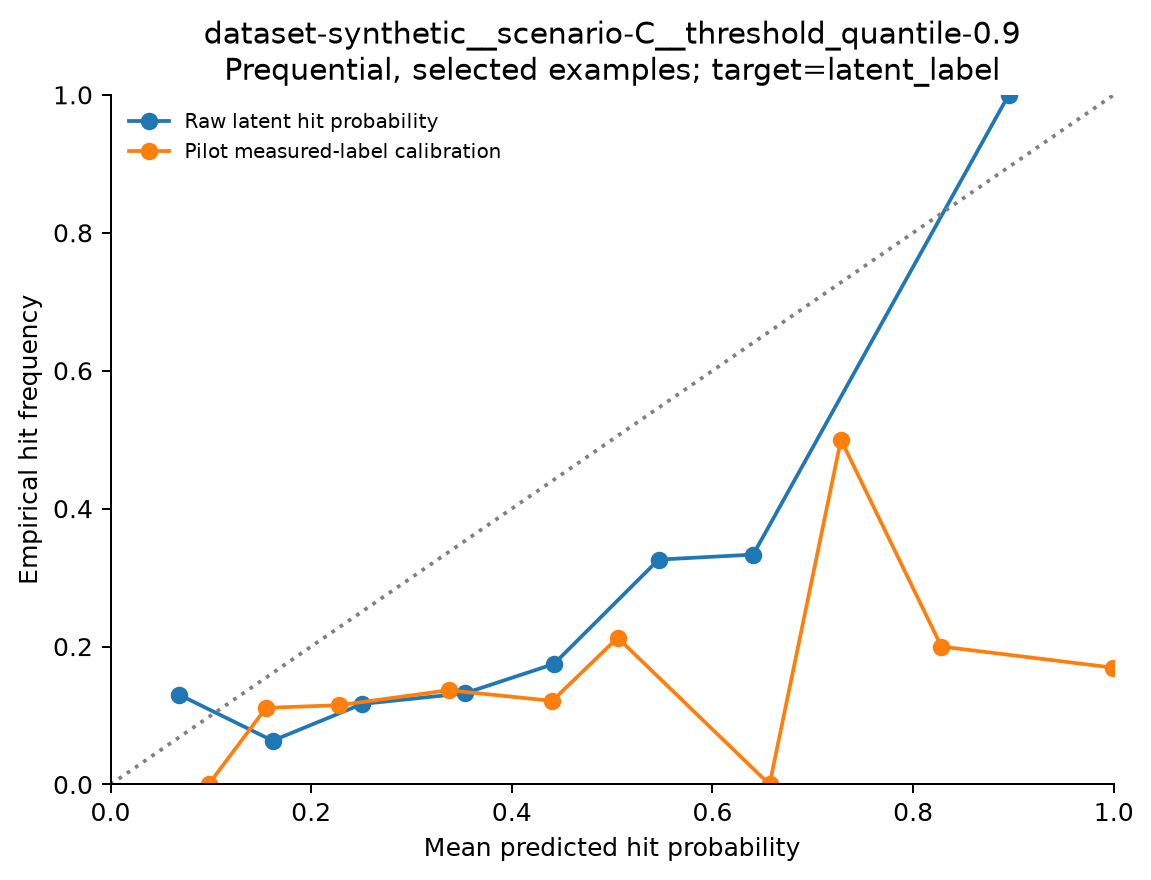 dataset-synthetic__scenario-C__threshold_quantile-0.9
Prequential, selected examples; target=latent_label
Raw latent hit probability
Pilot measured-label calibration
Empirical hit frequency
1.0
0.8
0.6
0.4
0.2
0.0
0.0 0.2 0.4 0.6 0.8 1.0
Mean predicted hit probability